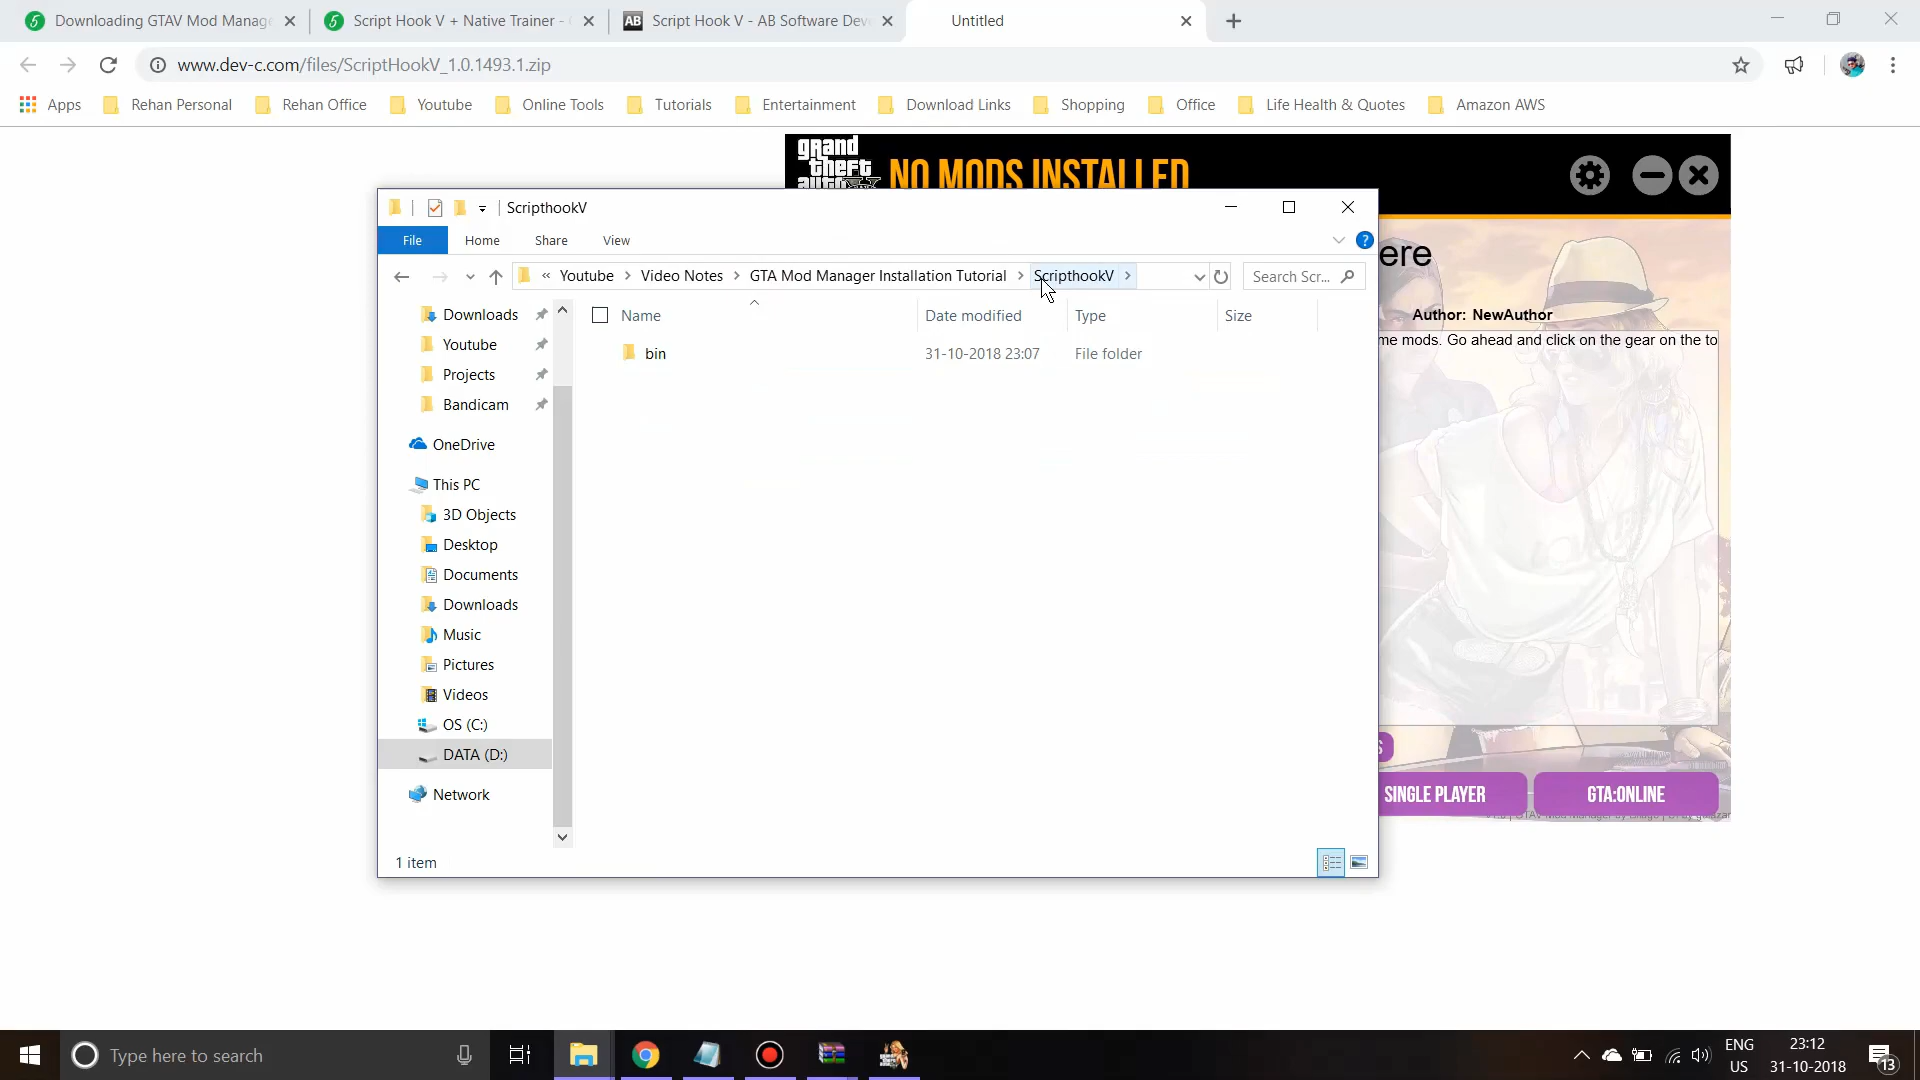 Downloading GTAV Mod Manage
Script Hook V + Native Trainer -
AB Script Hook V - AB Software Deve
Untitled
www.dev-c.com/files/ScriptHookV_1.0.1493.1.zip
Apps Rehan Personal Rehan Office Youtube Online Tools Tutorials Entertainment Download Links Shopping Office Life Health & Quotes Amazon AWS
grand
theft
auto
NO MODS INSTALLED
ScripthookV
File Home Share View
« Youtube > Video Notes > GTA Mod Manager Installation Tutorial > ScripthookV >
Search Scr...
ere
Name Date modified Type Size
bin 31-10-2018 23:07 File folder
Author: NewAuthor
me mods. Go ahead and click on the gear on the to
Downloads
Youtube
Projects
Bandicam
OneDrive
This PC
3D Objects
Desktop
Documents
Downloads
Music
Pictures
Videos
OS (C:)
DATA (D:)
Network
S
SINGLE PLAYER
GTA:ONLINE
1 item
Type here to search
ENG
US
23:12
31-10-2018
13